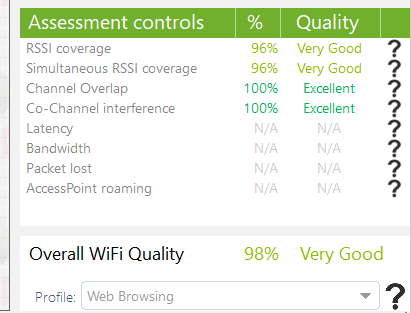 Assessment controls % Quality
RSSI coverage 96% Very Good ?
Simultaneous RSSI coverage 96% Very Good ?
Channel Overlap 100% Excellent ?
Co-Channel interference 100% Excellent ?
Latency N/A N/A ?
Bandwidth N/A N/A ?
Packet lost N/A N/A ?
AccessPoint roaming N/A N/A ?
Overall WiFi Quality 98% Very Good
Profile: Web Browsing ?